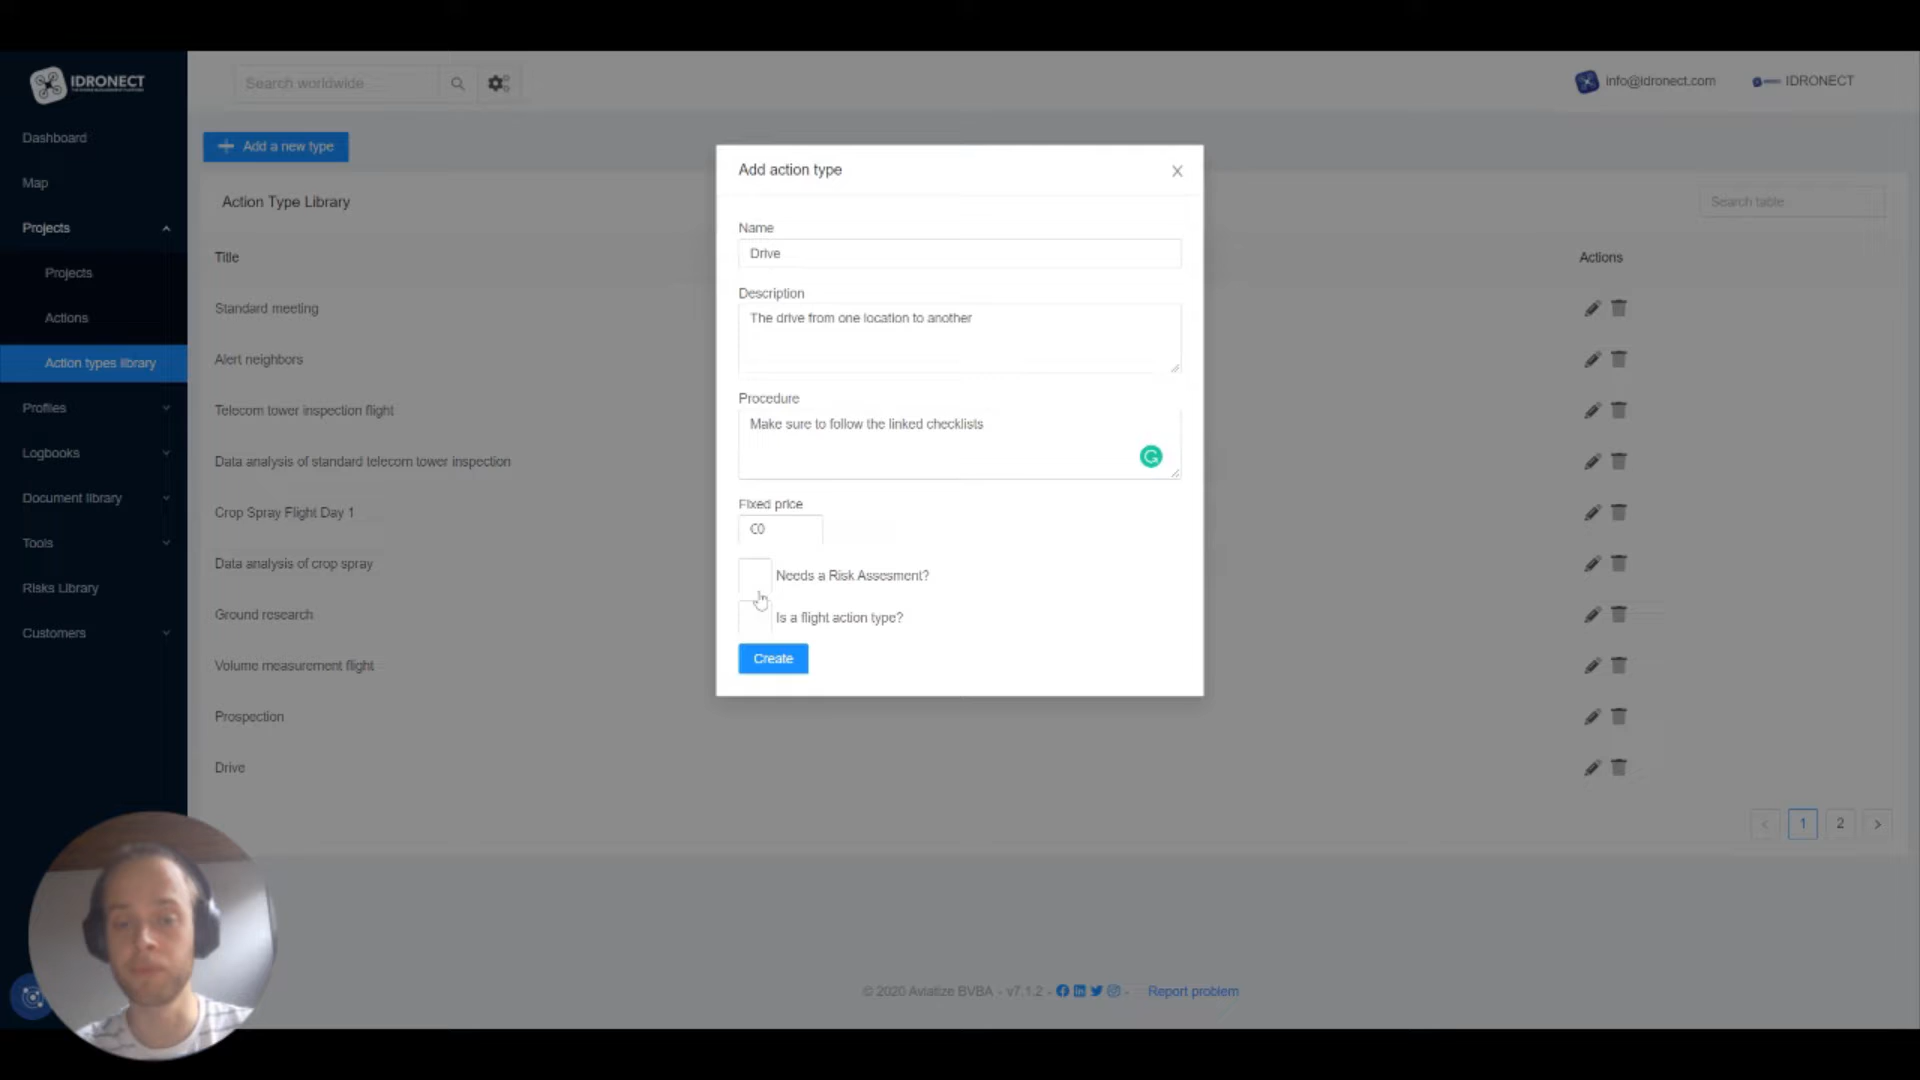 IDRONECT
Search worldwide
info@idronect.com
IDRONECT
Dashboard
Map
Projects
Projects
Actions
Action types library
Profiles
Logbooks
Document library
Tools
Risks Library
Customers
Add a new type
Action Type Library
Search table
Title
Actions
Standard meeting
Alert neighbors
Telecom tower inspection flight
Data analysis of standard telecom tower inspection
Crop Spray Flight Day 1
Data analysis of crop spray
Ground research
Volume measurement flight
Prospection
Drive
Add action type
Name
Drive
Description
The drive from one location to another
Procedure
Make sure to follow the linked checklists
Fixed price
€0
Needs a Risk Assesment?
Is a flight action type?
Create
< 1 2 >
© 2020 Aviatize BVBA - v7.1.2 - - Report problem